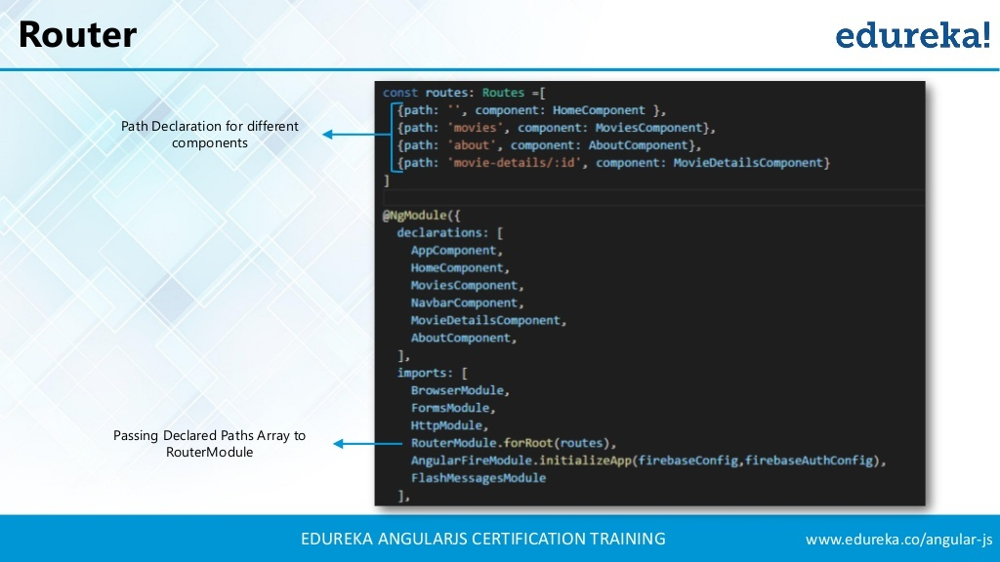 Router
edureka!
Path Declaration for different
components
const routes: Routes =[
{path: '', component: HomeComponent },
{path: 'movies', component: MoviesComponent},
{path: 'about', component: AboutComponent},
{path: 'movie-details/:id', component: MovieDetailsComponent}
]
@NgModule({
declarations: [
AppComponent,
HomeComponent,
MoviesComponent,
NavbarComponent,
MovieDetailsComponent,
AboutComponent,
],
imports: [
BrowserModule,
FormsModule,
HttpModule,
RouterModule.forRoot(routes),
AngularFireModule.initializeApp(firebaseConfig,firebaseAuthConfig),
FlashMessagesModule
],
Passing Declared Paths Array to
RouterModule
EDUREKA ANGULARJS CERTIFICATION TRAINING
www.edureka.co/angular-js